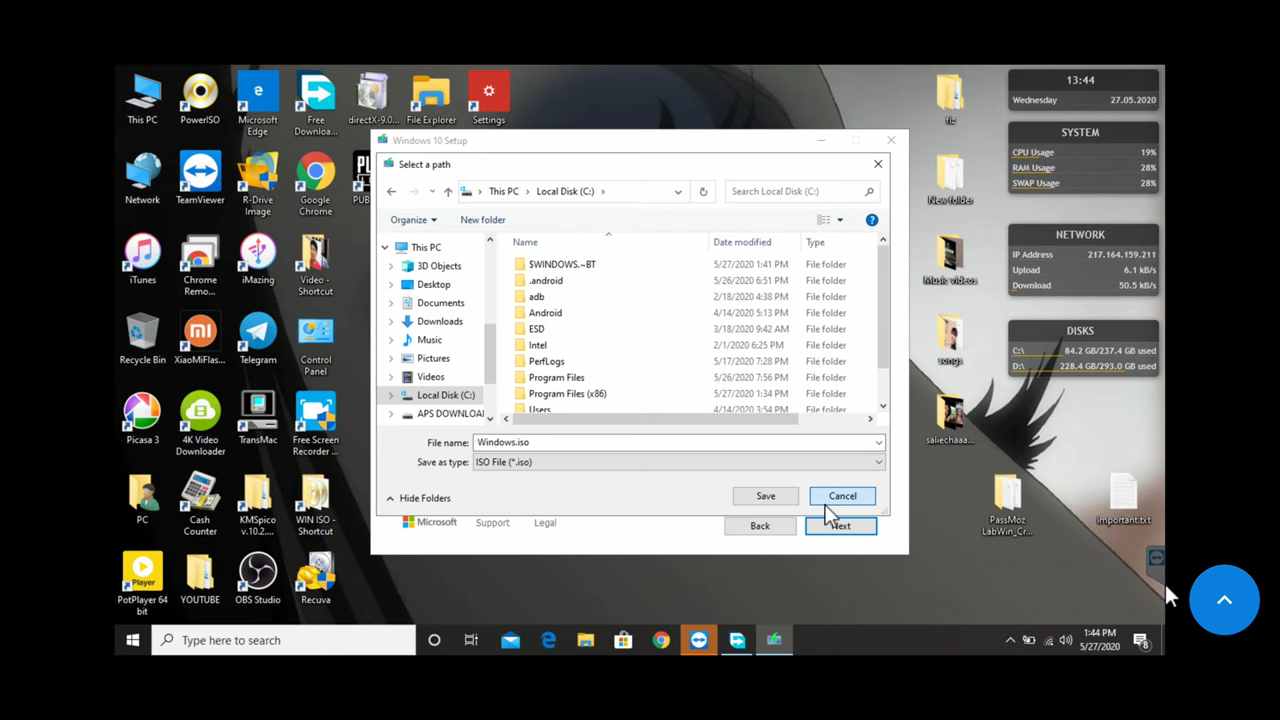 This PC
PowerISO
Microsoft
Edge
Free
Downloa...
directX-9.0...
File Explorer
Settings
Network
TeamViewer
R-Drive
Image
Google
Chrome
iTunes
Chrome
Remo...
iMazing
Video -
Shortcut
Recycle Bin
XiaoMiFlas...
Telegram
Control
Panel
Picasa 3
4K Video
Downloader
TransMac
Free Screen
Recorder ...
PC
Cash
Counter
KMSpico
v.10.2....
WIN ISO -
Shortcut
PotPlayer 64
bit
YOUTUBE
OBS Studio
Recuva
Windows 10 Setup
Select a path
This PC
Local Disk (C:)
Search Local Disk (C:)
Organize
New folder
This PC
3D Objects
Desktop
Documents
Downloads
Music
Pictures
Videos
Local Disk (C:)
APS DOWNLOA
Name Date modified Type
$WINDOWS.~BT 5/27/2020 1:41 PM File folder
.android 5/26/2020 6:51 PM File folder
adb 2/18/2020 4:38 PM File folder
Android 4/14/2020 5:13 PM File folder
ESD 3/18/2020 9:42 AM File folder
Intel 2/1/2020 6:25 PM File folder
PerfLogs 5/17/2020 7:28 PM File folder
Program Files 5/26/2020 7:56 PM File folder
Program Files (x86) 5/27/2020 1:34 PM File folder
Users 4/14/2020 3:54 PM File folder
File name: Windows.iso
Save as type: ISO File (*.iso)
Hide Folders
Save
Cancel
Microsoft
Support
Legal
Back
Next
fiz
New folder
Music videos
songs
saliechaaa...
PassMoz
LabWin_Cr...
important.txt
13:44
Wednesday 27.05.2020
SYSTEM
CPU Usage 19%
RAM Usage 28%
SWAP Usage 28%
NETWORK
IP Address 217.164.159.211
Upload 6.1 kB/s
Download 50.5 kB/s
DISKS
C:\ 84.2 GB/237.4 GB used
D:\ 228.4 GB/293.0 GB used
Type here to search
1:44 PM
5/27/2020
8